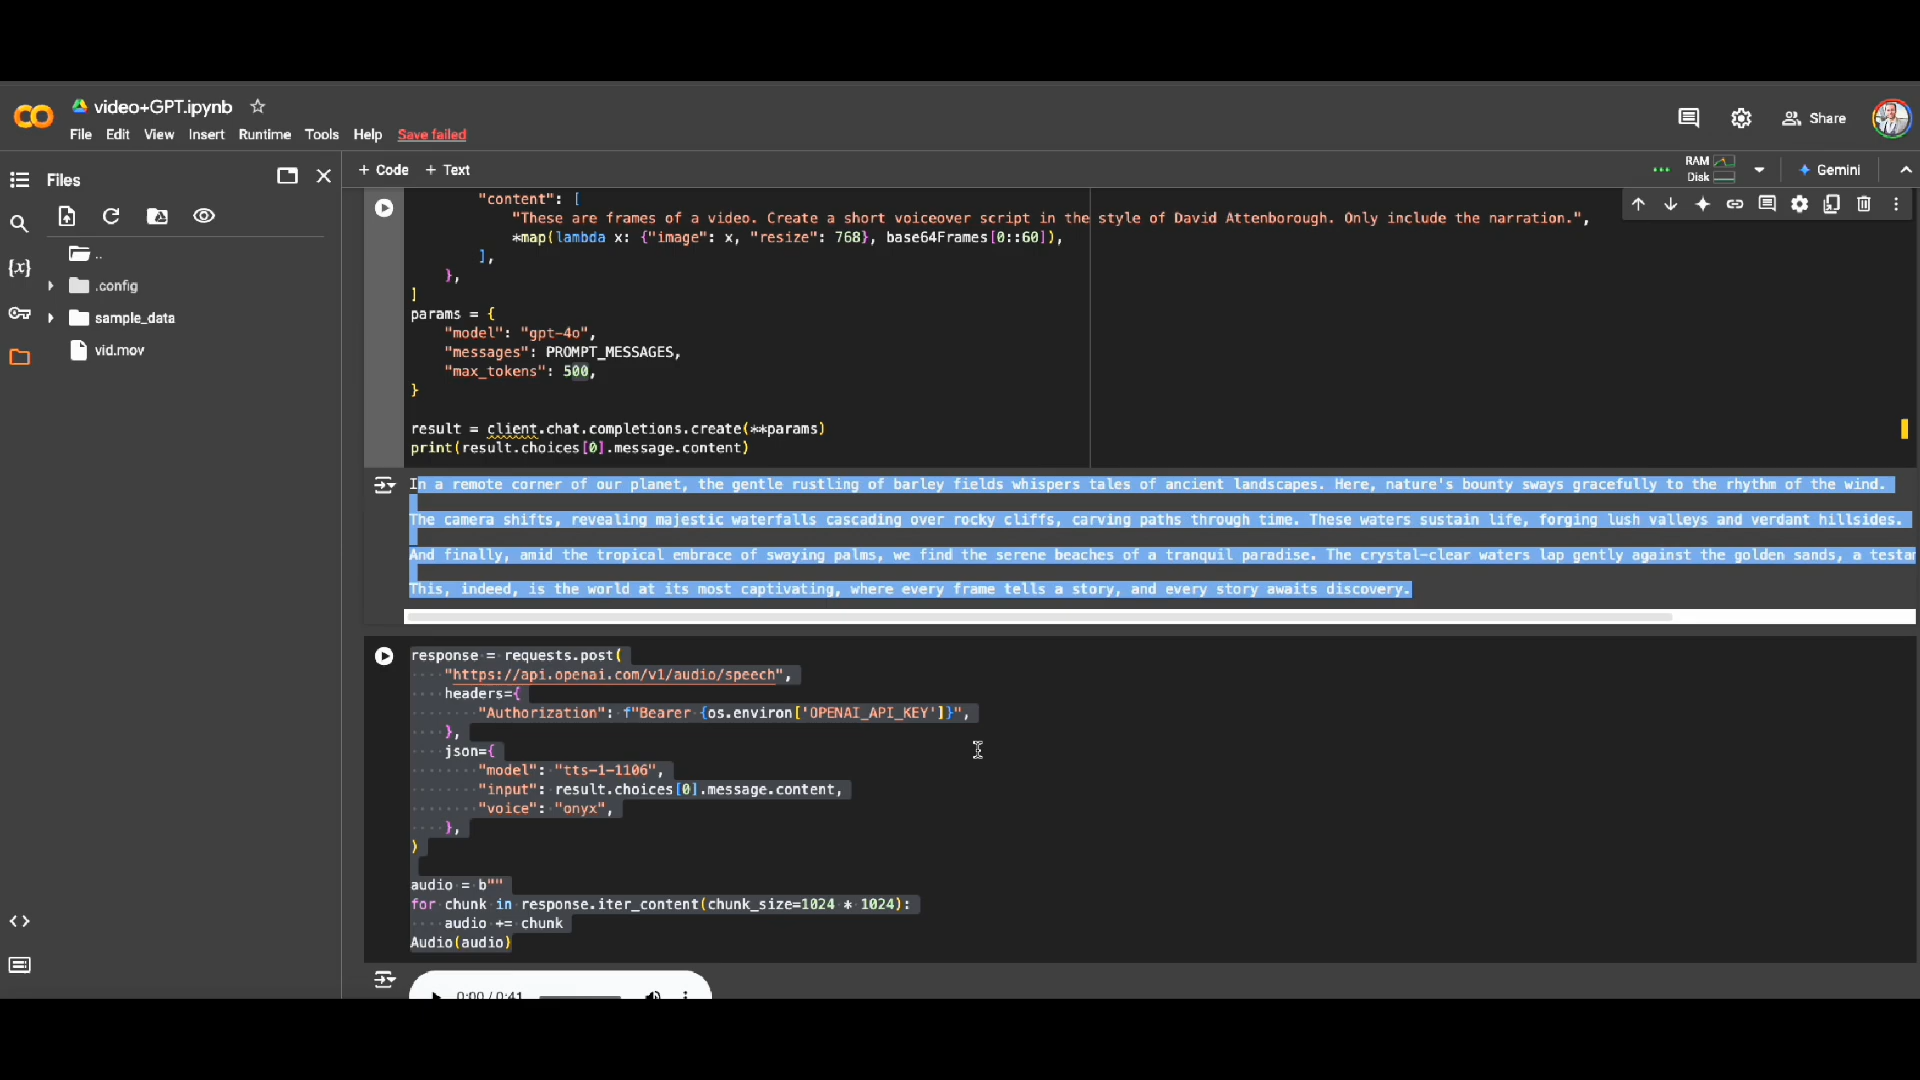 video+GPT.ipynb
File Edit View Insert Runtime Tools Help Save failed
Share
Files
+ Code + Text
RAM
Disk
Gemini
..
.config
sample_data
vid.mov
{x}
"content": [
"These are frames of a video. Create a short voiceover script in the style of David Attenborough. Only include the narration.",
*map(lambda x: {"image": x, "resize": 768}, base64Frames[0::60]),
],
},
]
params = {
"model": "gpt-4o",
"messages": PROMPT_MESSAGES,
"max_tokens": 500,
}
result = client.chat.completions.create(**params)
print(result.choices[0].message.content)
In a remote corner of our planet, the gentle rustling of barley fields whispers tales of ancient landscapes. Here, nature's bounty sways gracefully to the rhythm of the wind.
The camera shifts, revealing majestic waterfalls cascading over rocky cliffs, carving paths through time. These waters sustain life, forging lush valleys and verdant hillsides.
And finally, amid the tropical embrace of swaying palms, we find the serene beaches of a tranquil paradise. The crystal-clear waters lap gently against the golden sands, a
This, indeed, is the world at its most captivating, where every frame tells a story, and every story awaits discovery.
response = requests.post(
"https://api.openai.com/v1/audio/speech",
headers={
"Authorization": f"Bearer {os.environ['OPENAI_API_KEY']}",
},
json={
"model": "tts-1-1106",
"input": result.choices[0].message.content,
"voice": "onyx",
},
)
audio = b""
for chunk in response.iter_content(chunk_size=1024 * 1024):
audio += chunk
Audio(audio)
0:00 / 0:41